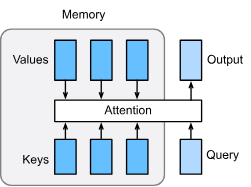 Memory
Values
Output
Attention
Keys
Query